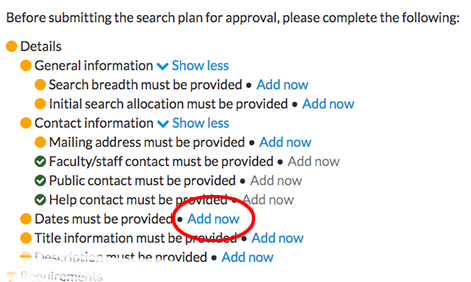 Before submitting the search plan for approval, please complete the following:
Details
General information Show less
Search breadth must be provided • Add now
Initial search allocation must be provided • Add now
Contact information Show less
Mailing address must be provided • Add now
Faculty/staff contact must be provided • Add now
Public contact must be provided • Add now
Help contact must be provided • Add now
Dates must be provided • Add now
Title information must be provided • Add now
Description must be provided • Add now
Requirements